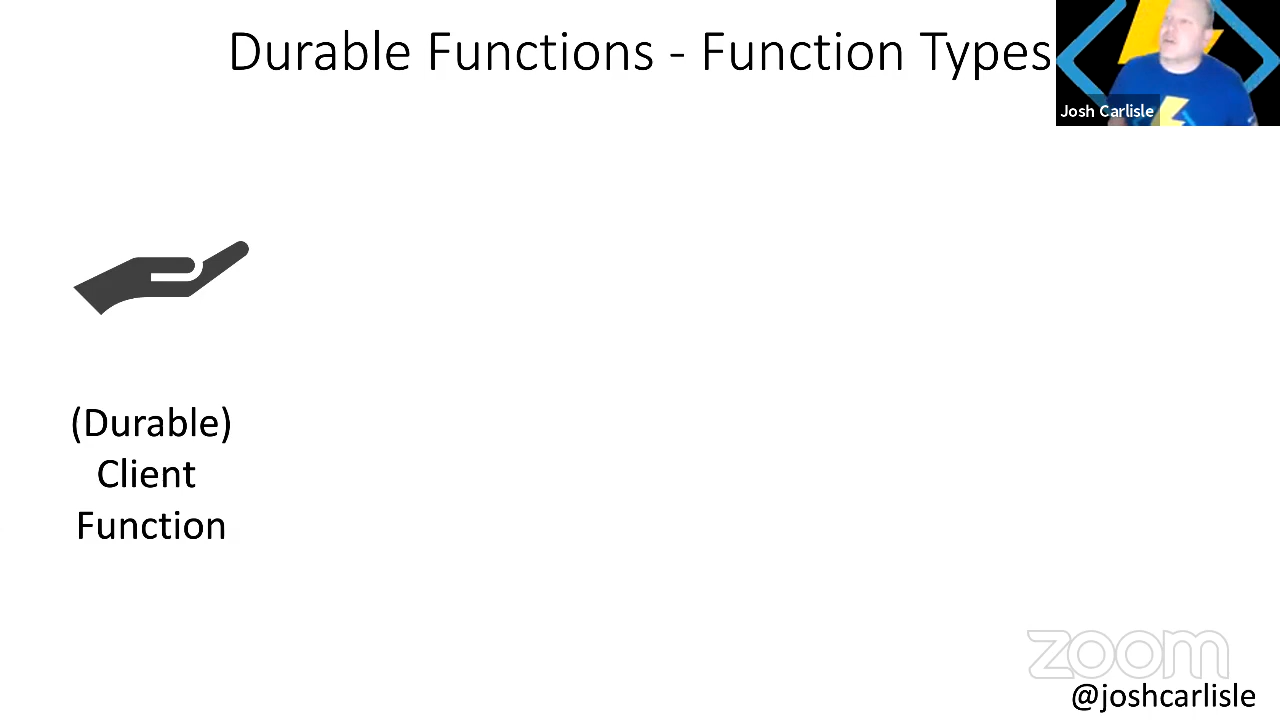 Durable Functions - Function Types
Josh Carlisle
(Durable)
Client
Function
zoom
@joshcarlisle